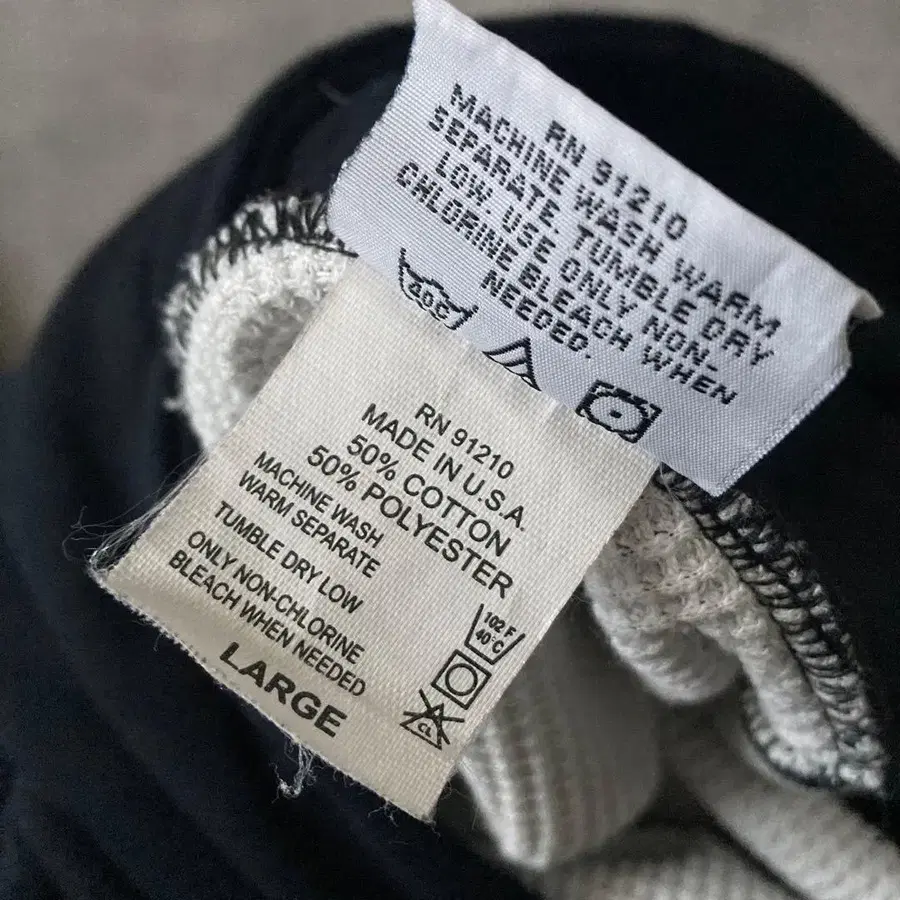 RN 91210
MACHINE WASH WARM
SEPARATE. TUMBLE DRY
LOW. USE ONLY NON-
CHLORINE BLEACH WHEN
NEEDED.
40C
RN 91210
MADE IN U.S.A.
50% COTTON
50% POLYESTER
MACHINE WASH
WARM SEPARATE
TUMBLE DRY LOW
ONLY NON-CHLORINE
BLEACH WHEN NEEDED
102 F
40°C
CL
LARGE